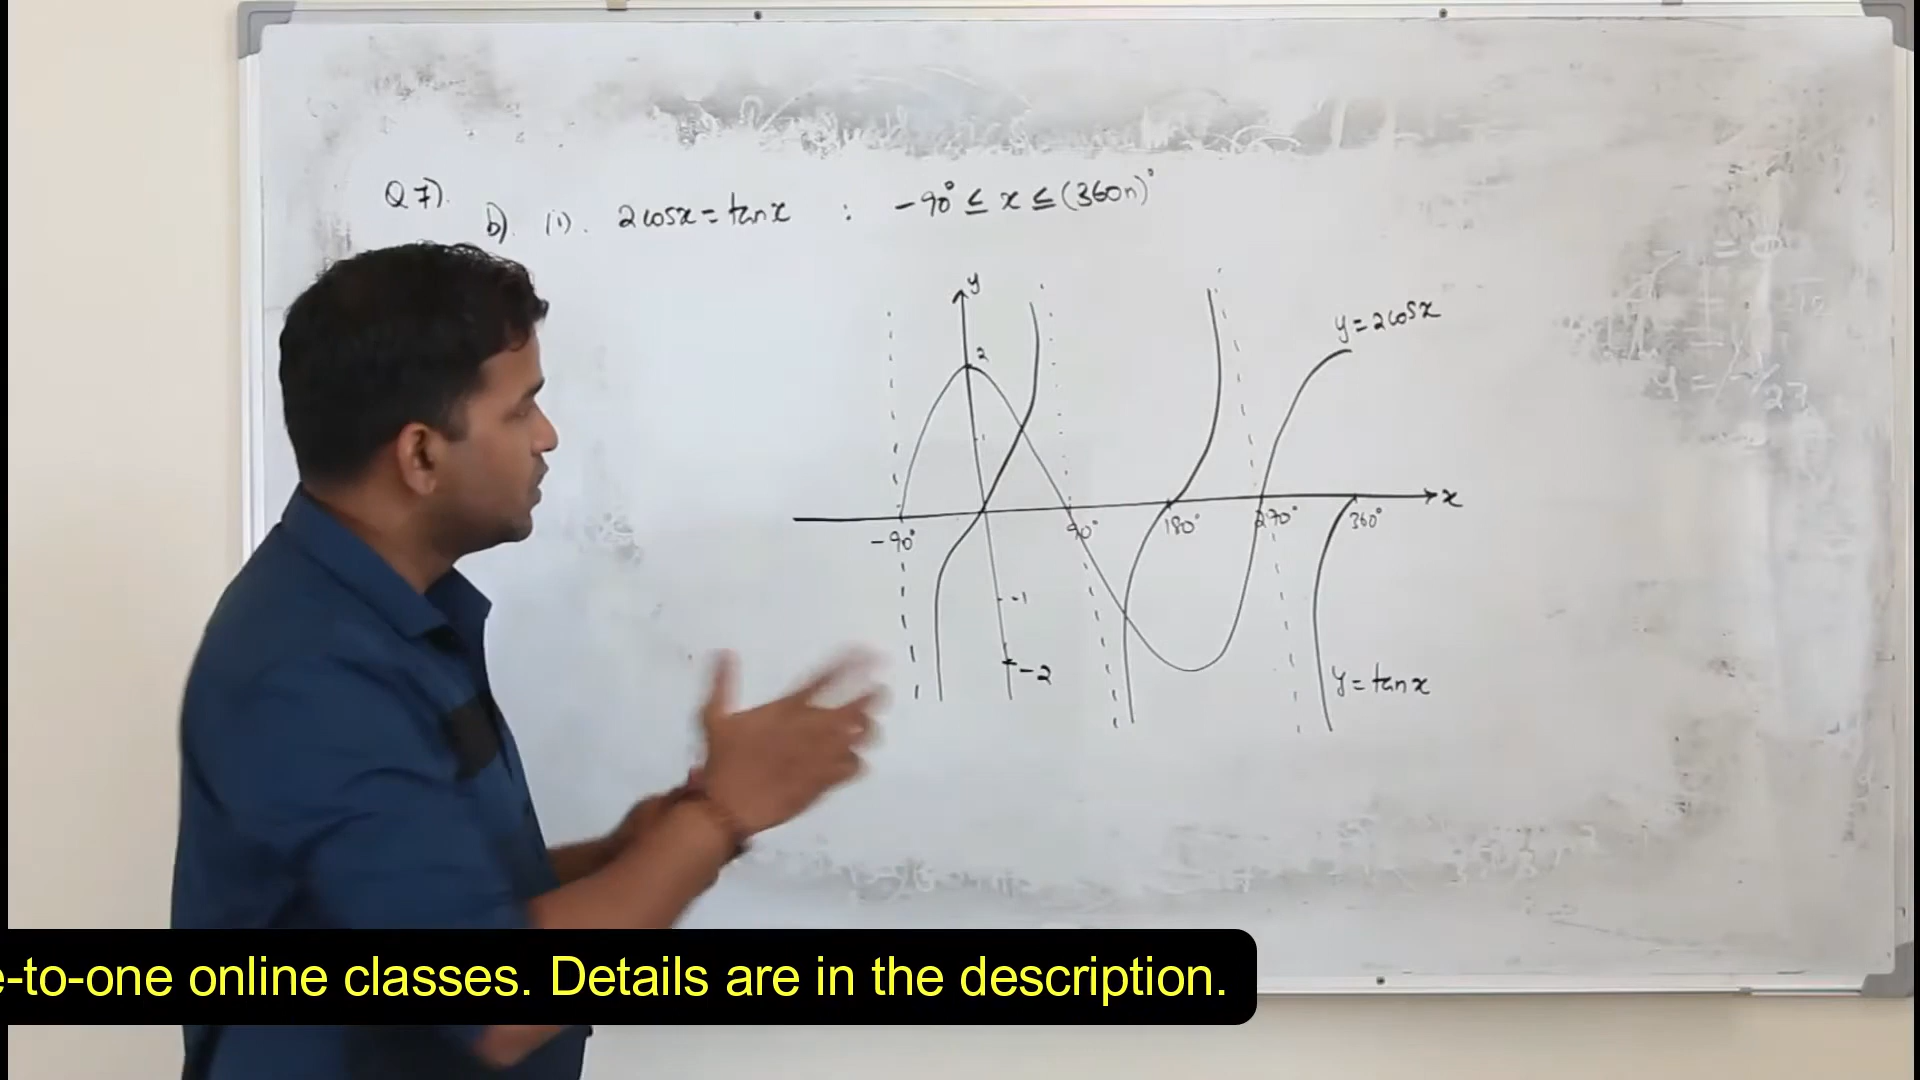 Q7).
b). (i). 2cosx = tanx : -90° ≤ x ≤ (360n)°
y
y = 2cosx
2
1
x
-90° 90° 180° 270° 360°
-1
-2
y = tanx
-to-one online classes. Details are in the description.